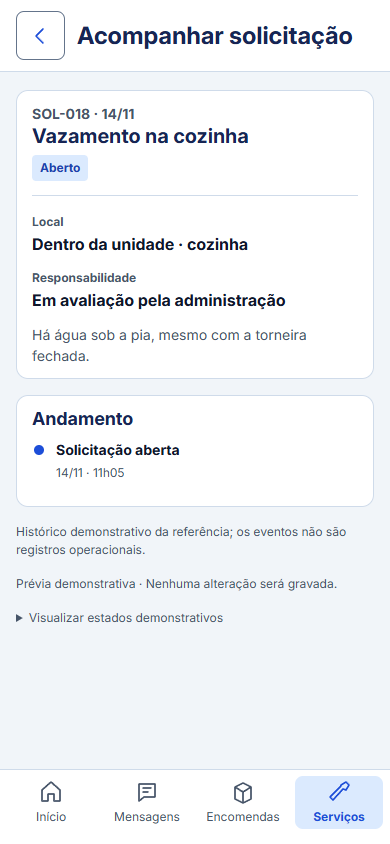 Acompanhar solicitação
SOL-018 · 14/11
Vazamento na cozinha
Aberto
Local
Dentro da unidade · cozinha
Responsabilidade
Em avaliação pela administração
Há água sob a pia, mesmo com a torneira
fechada.
Andamento
Solicitação aberta
14/11 · 11h05
Histórico demonstrativo da referência; os eventos não são
registros operacionais.
Prévia demonstrativa · Nenhuma alteração será gravada.
Visualizar estados demonstrativos
Início
Mensagens
Encomendas
Serviços